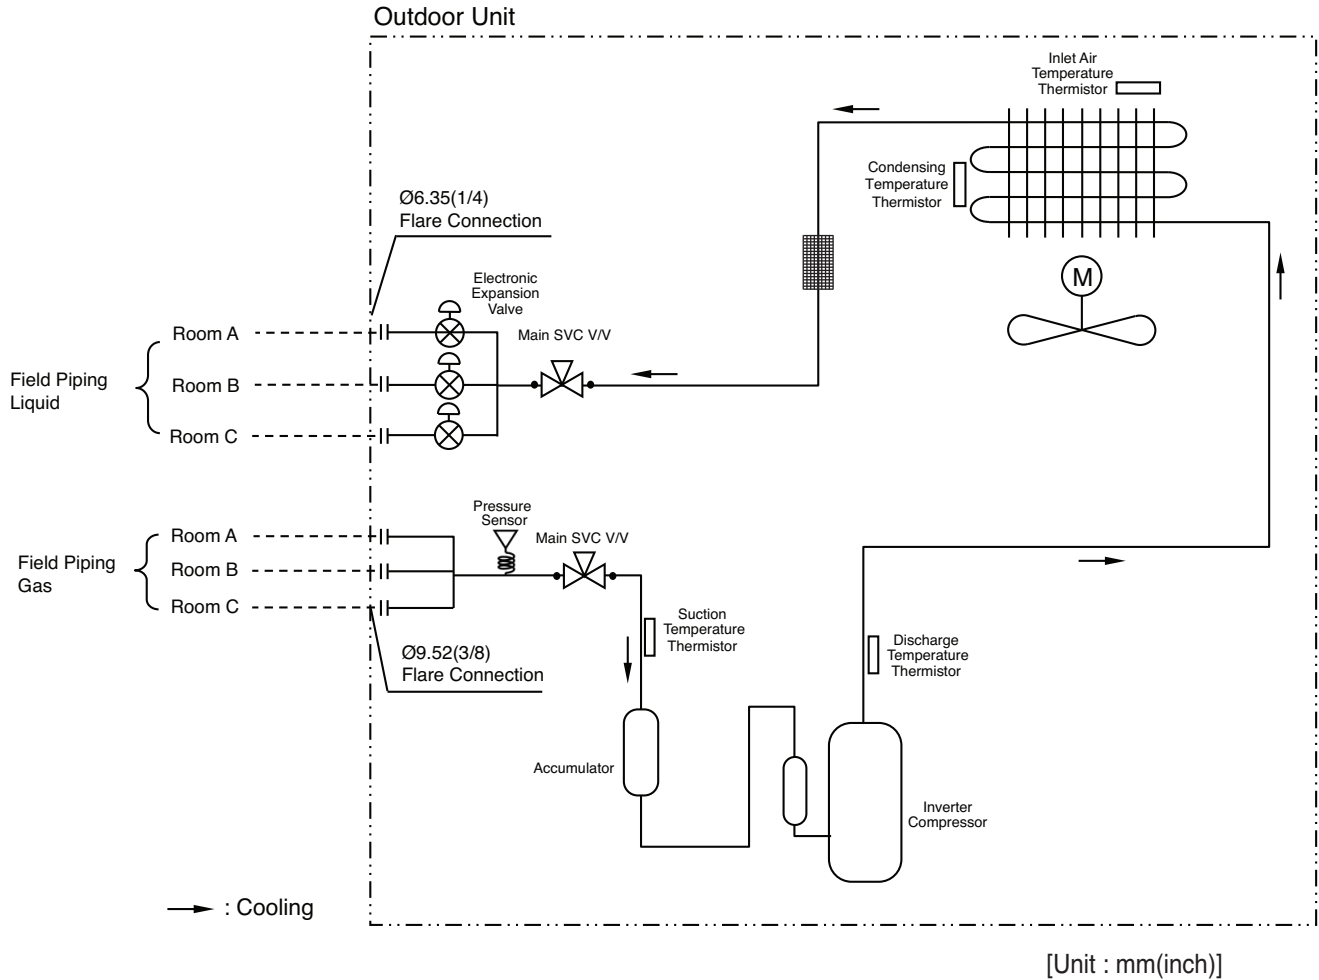 Outdoor Unit
Inlet Air
Temperature
Thermistor
Condensing
Temperature
Thermistor
Ø6.35(1/4)
Flare Connection
M
Electronic
Expansion
Valve
Main SVC V/V
Room A
Room B
Room C
Field Piping
Liquid
Pressure
Sensor
Main SVC V/V
Room A
Room B
Room C
Field Piping
Gas
Suction
Temperature
Thermistor
Discharge
Temperature
Thermistor
Ø9.52(3/8)
Flare Connection
Accumulator
Inverter
Compressor
: Cooling
[Unit : mm(inch)]